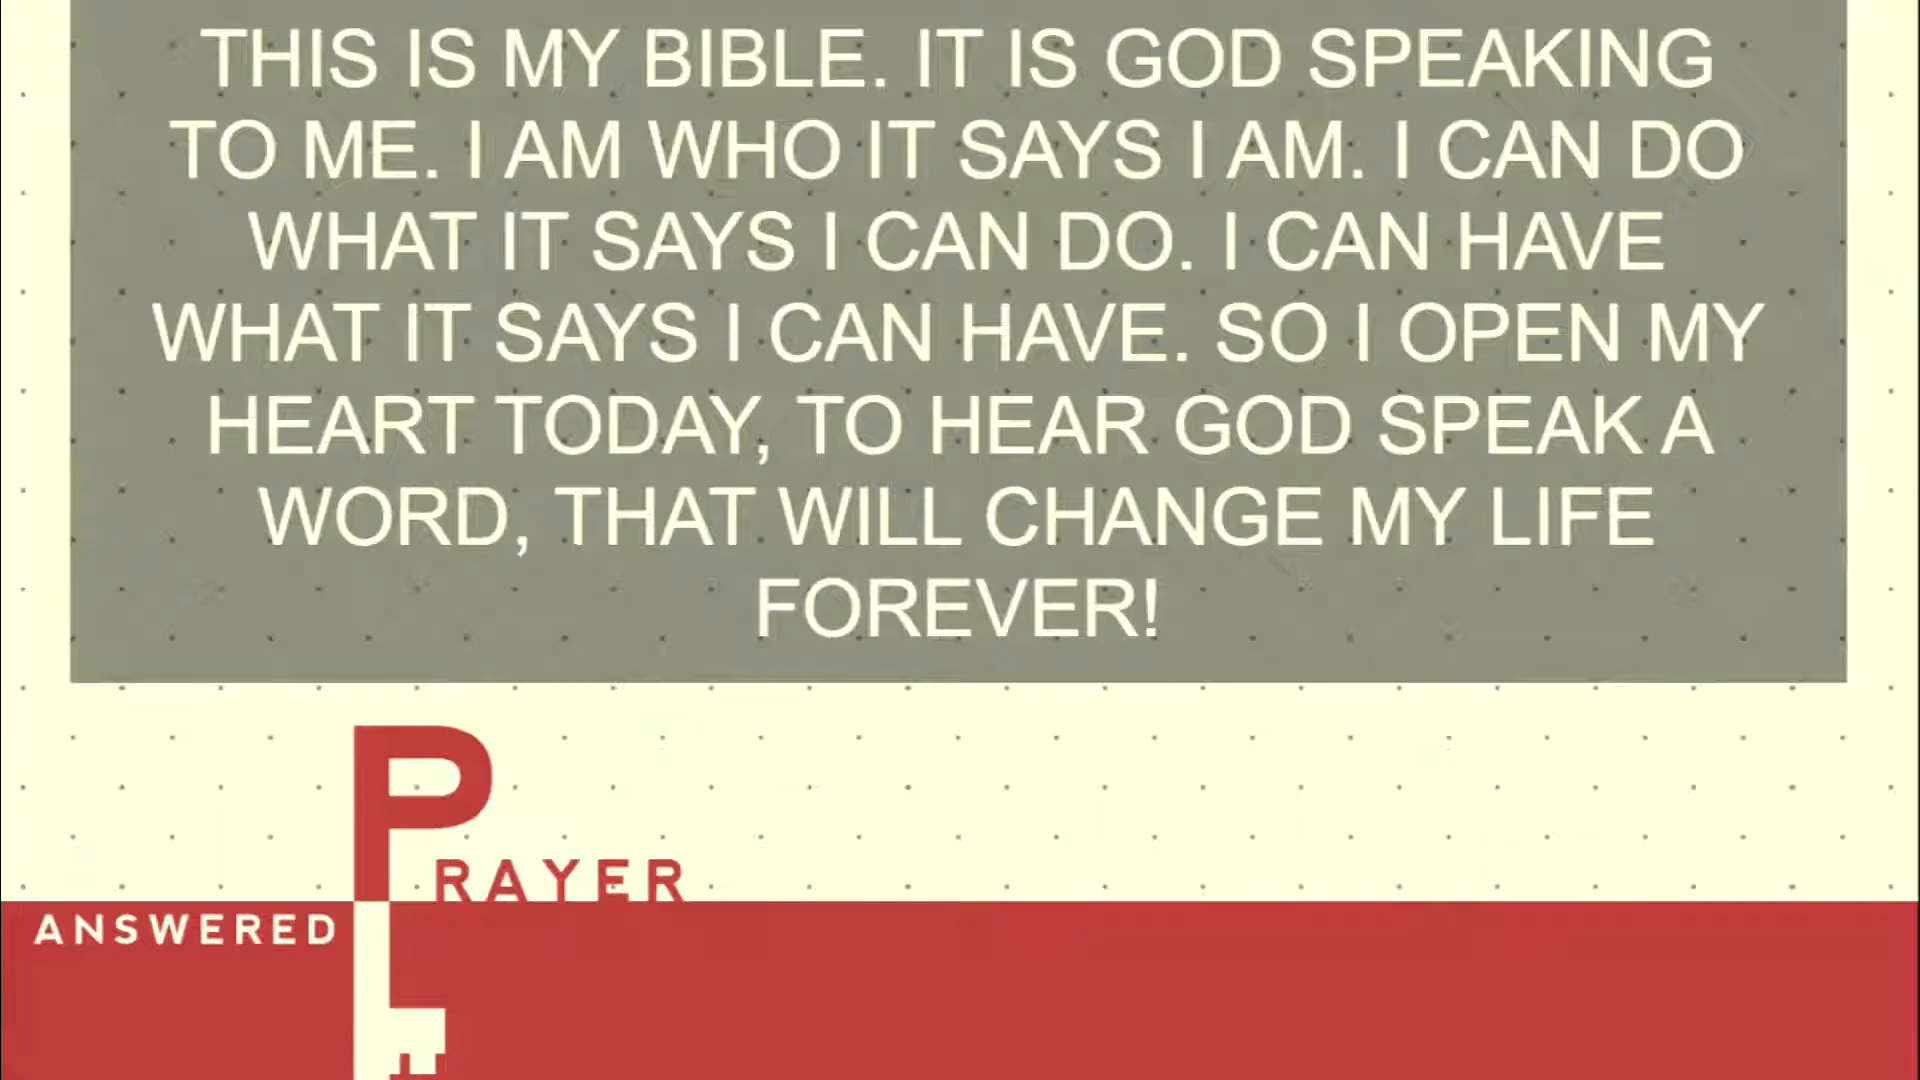 THIS IS MY BIBLE. IT IS GOD SPEAKING
TO ME. I AM WHO IT SAYS I AM. I CAN DO
WHAT IT SAYS I CAN DO. I CAN HAVE
WHAT IT SAYS I CAN HAVE. SO I OPEN MY
HEART TODAY, TO HEAR GOD SPEAK A
WORD, THAT WILL CHANGE MY LIFE
FOREVER!
ANSWERED
PRAYER